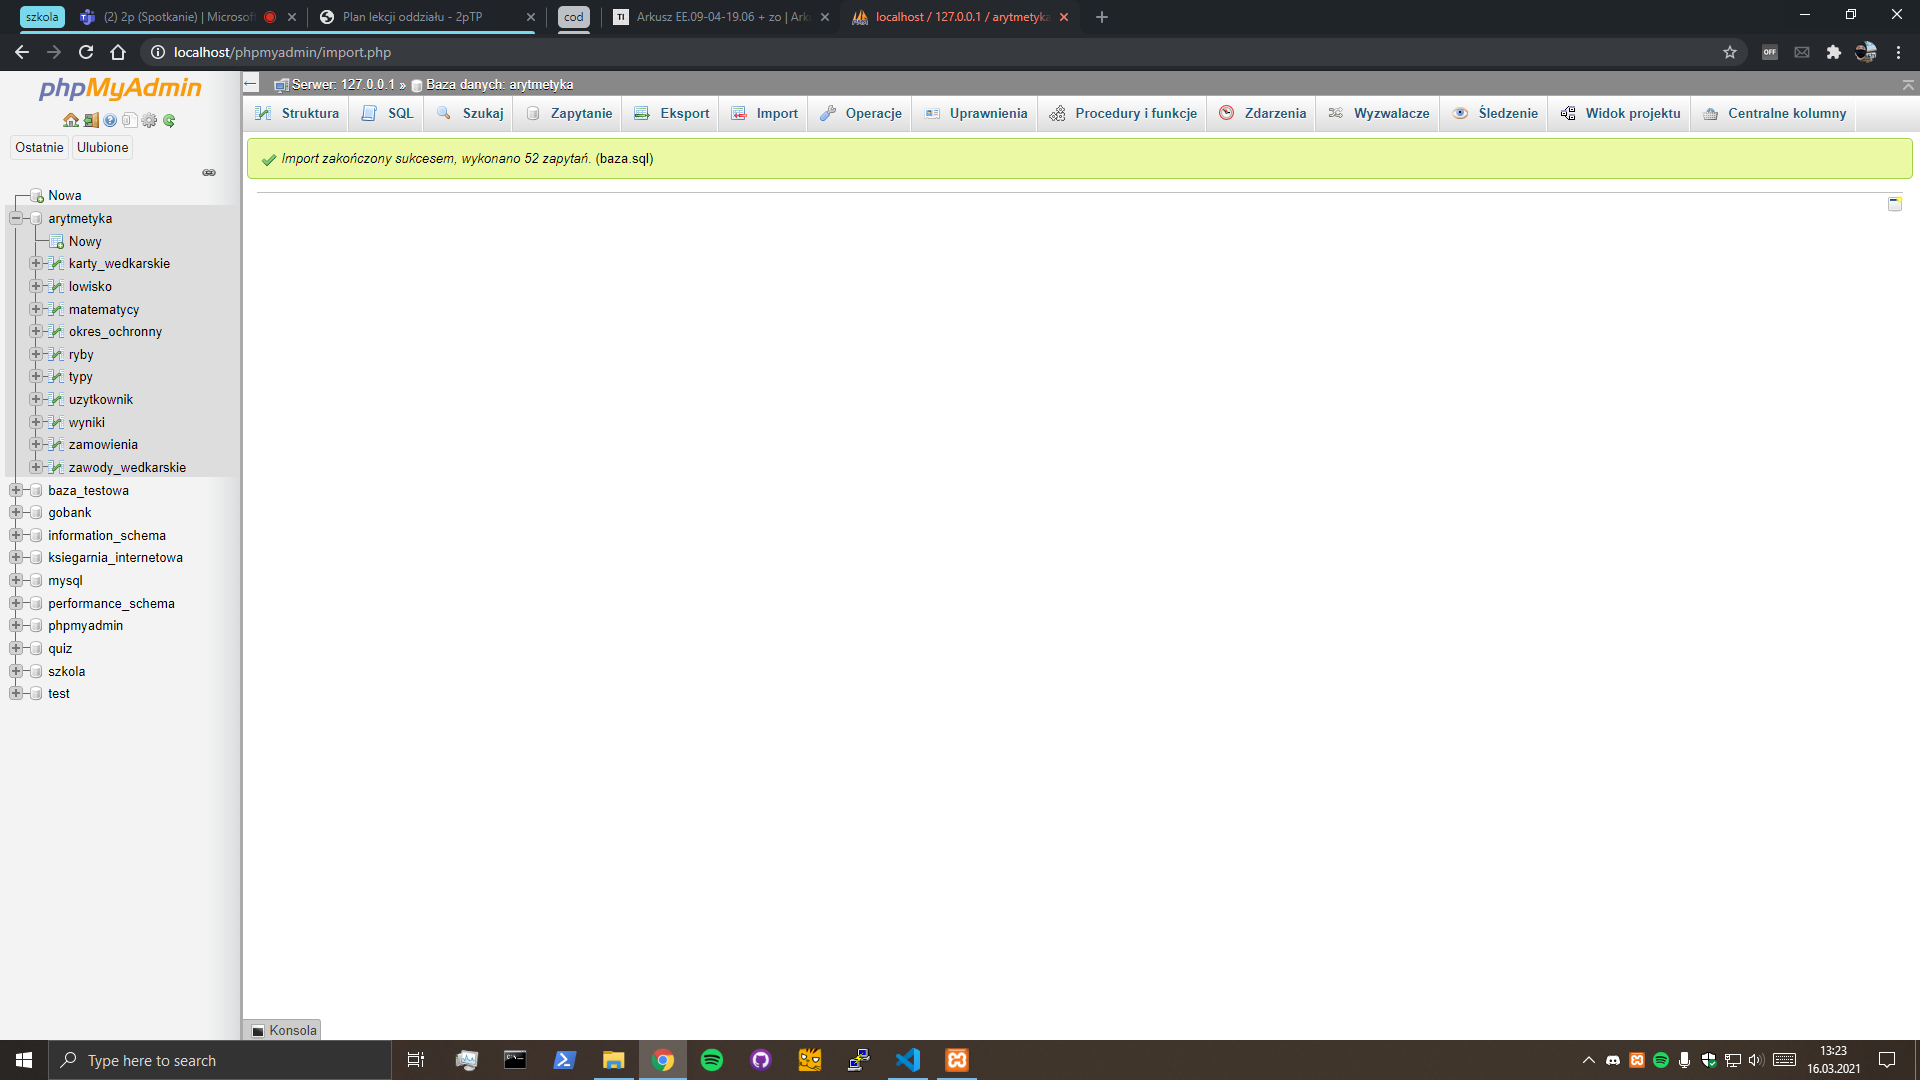 szkola
(2) 2p (Spotkanie) | Microsof
Plan lekcji oddziału - 2pTP
cod
TI
Arkusz EE.09-04-19.06 + zo | Ark
localhost / 127.0.0.1 / arytmetyka
localhost/phpmyadmin/import.php
OFF
phpMyAdmin
Ostatnie
Ulubione
Nowa
arytmetyka
Nowy
karty_wedkarskie
lowisko
matematycy
okres_ochronny
ryby
typy
uzytkownik
wyniki
zamowienia
zawody_wedkarskie
baza_testowa
gobank
information_schema
ksiegarnia_internetowa
mysql
performance_schema
phpmyadmin
quiz
szkola
test
Serwer: 127.0.0.1 » Baza danych: arytmetyka
Struktura
SQL
Szukaj
Zapytanie
Eksport
Import
Operacje
Uprawnienia
Procedury i funkcje
Zdarzenia
Wyzwalacze
Śledzenie
Widok projektu
Centralne kolumny
Import zakończony sukcesem, wykonano 52 zapytań. (baza.sql)
Konsola
Type here to search
13:23
16.03.2021